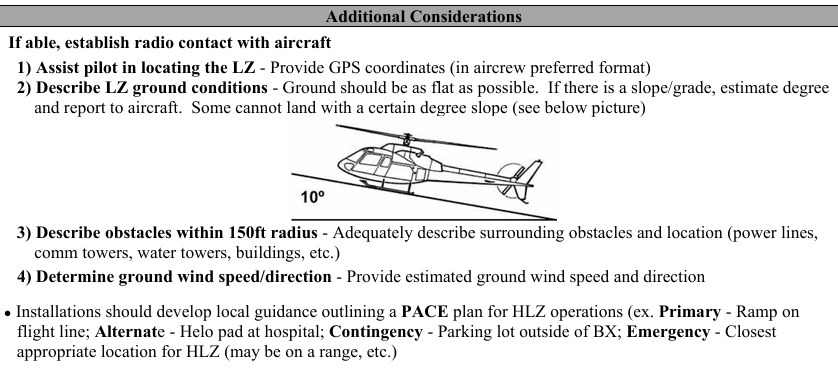 Additional Considerations
If able, establish radio contact with aircraft
1) Assist pilot in locating the LZ - Provide GPS coordinates (in aircrew preferred format)
2) Describe LZ ground conditions - Ground should be as flat as possible.  If there is a slope/grade, estimate degree
and report to aircraft.  Some cannot land with a certain degree slope (see below picture)
10º
3) Describe obstacles within 150ft radius - Adequately describe surrounding obstacles and location (power lines,
comm towers, water towers, buildings, etc.)
4) Determine ground wind speed/direction - Provide estimated ground wind speed and direction
• Installations should develop local guidance outlining a PACE plan for HLZ operations (ex. Primary - Ramp on
flight line; Alternate - Helo pad at hospital; Contingency - Parking lot outside of BX; Emergency - Closest
appropriate location for HLZ (may be on a range, etc.)